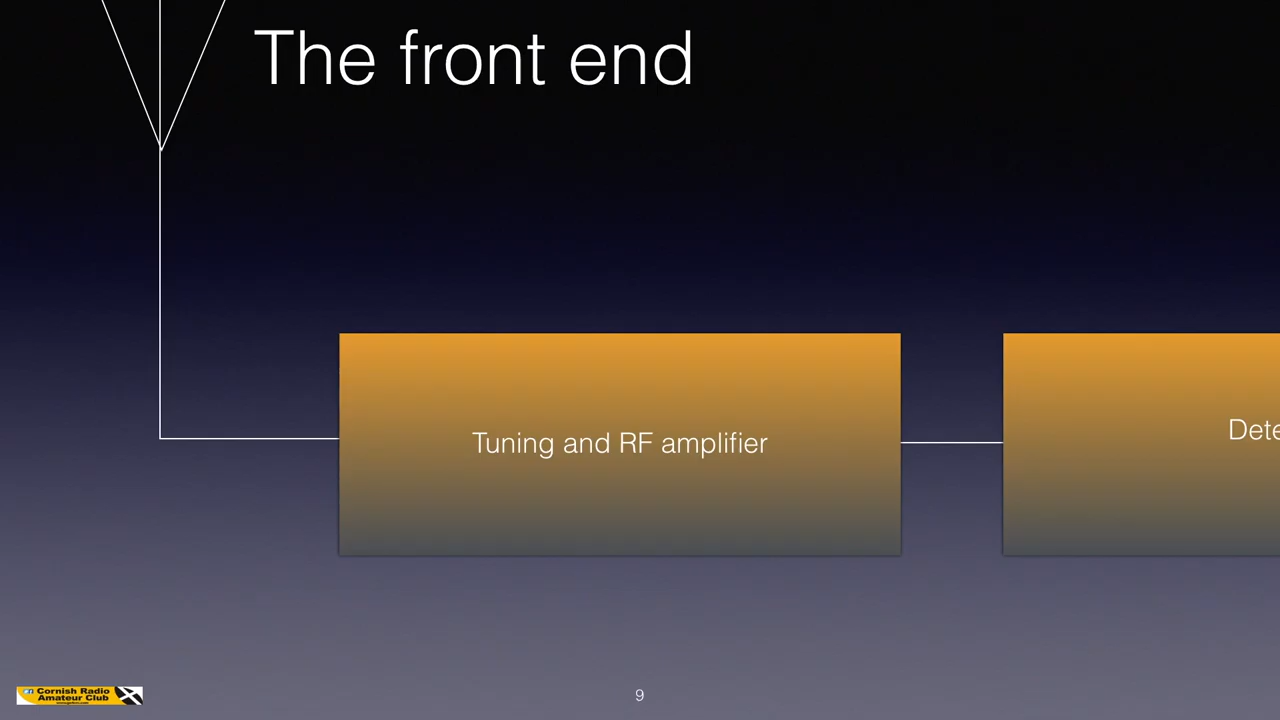 The front end
Tuning and RF amplifier
Dete
Cornish Radio
Amateur Club
9